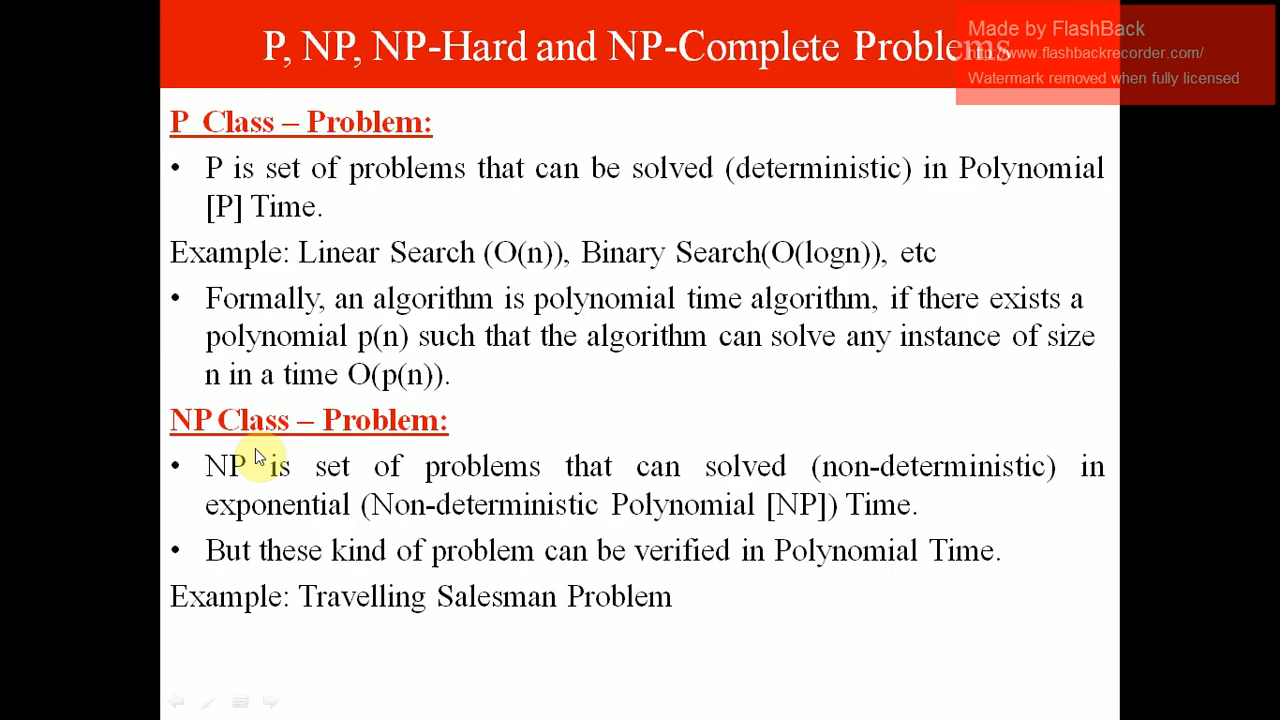 P, NP, NP-Hard and NP-Complete Problems
Made by FlashBack
http://www.flashbackrecorder.com/
Watermark removed when fully licensed
P Class – Problem:
• P is set of problems that can be solved (deterministic) in Polynomial
[P] Time.
Example: Linear Search (O(n)), Binary Search(O(logn)), etc
• Formally, an algorithm is polynomial time algorithm, if there exists a
polynomial p(n) such that the algorithm can solve any instance of size
n in a time O(p(n)).
NP Class – Problem:
• NP is set of problems that can solved (non-deterministic) in
exponential (Non-deterministic Polynomial [NP]) Time.
• But these kind of problem can be verified in Polynomial Time.
Example: Travelling Salesman Problem